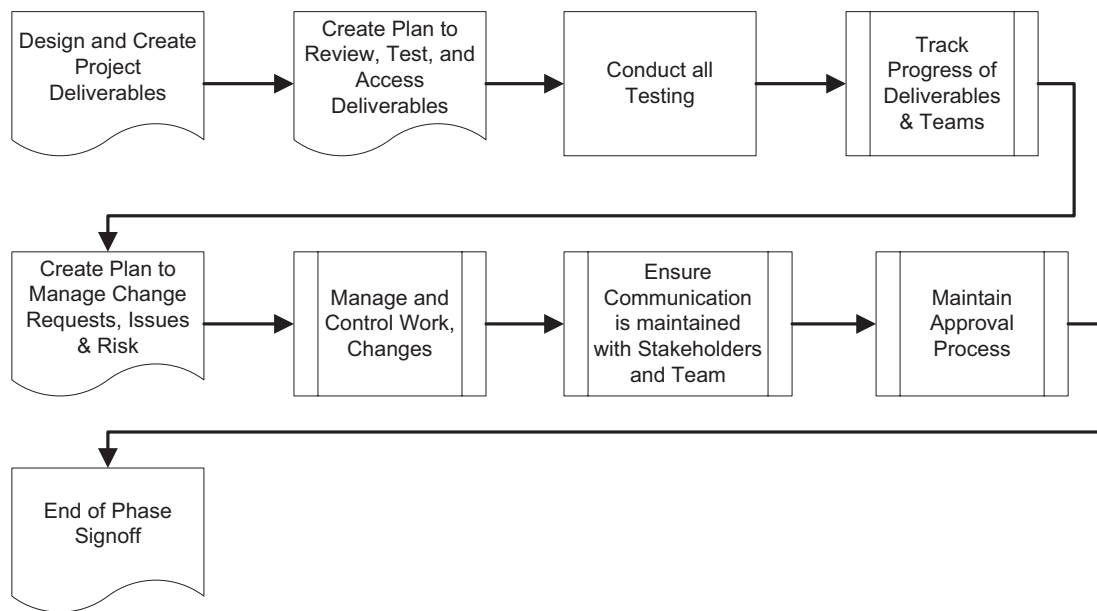 Design and Create
Project
Deliverables
Create Plan to
Review, Test, and
Access
Deliverables
Conduct all
Testing
Track
Progress of
Deliverables
& Teams
Create Plan to
Manage Change
Requests, Issues
& Risk
Manage and
Control Work,
Changes
Ensure
Communication
is maintained
with Stakeholders
and Team
Maintain
Approval
Process
End of Phase
Signoff